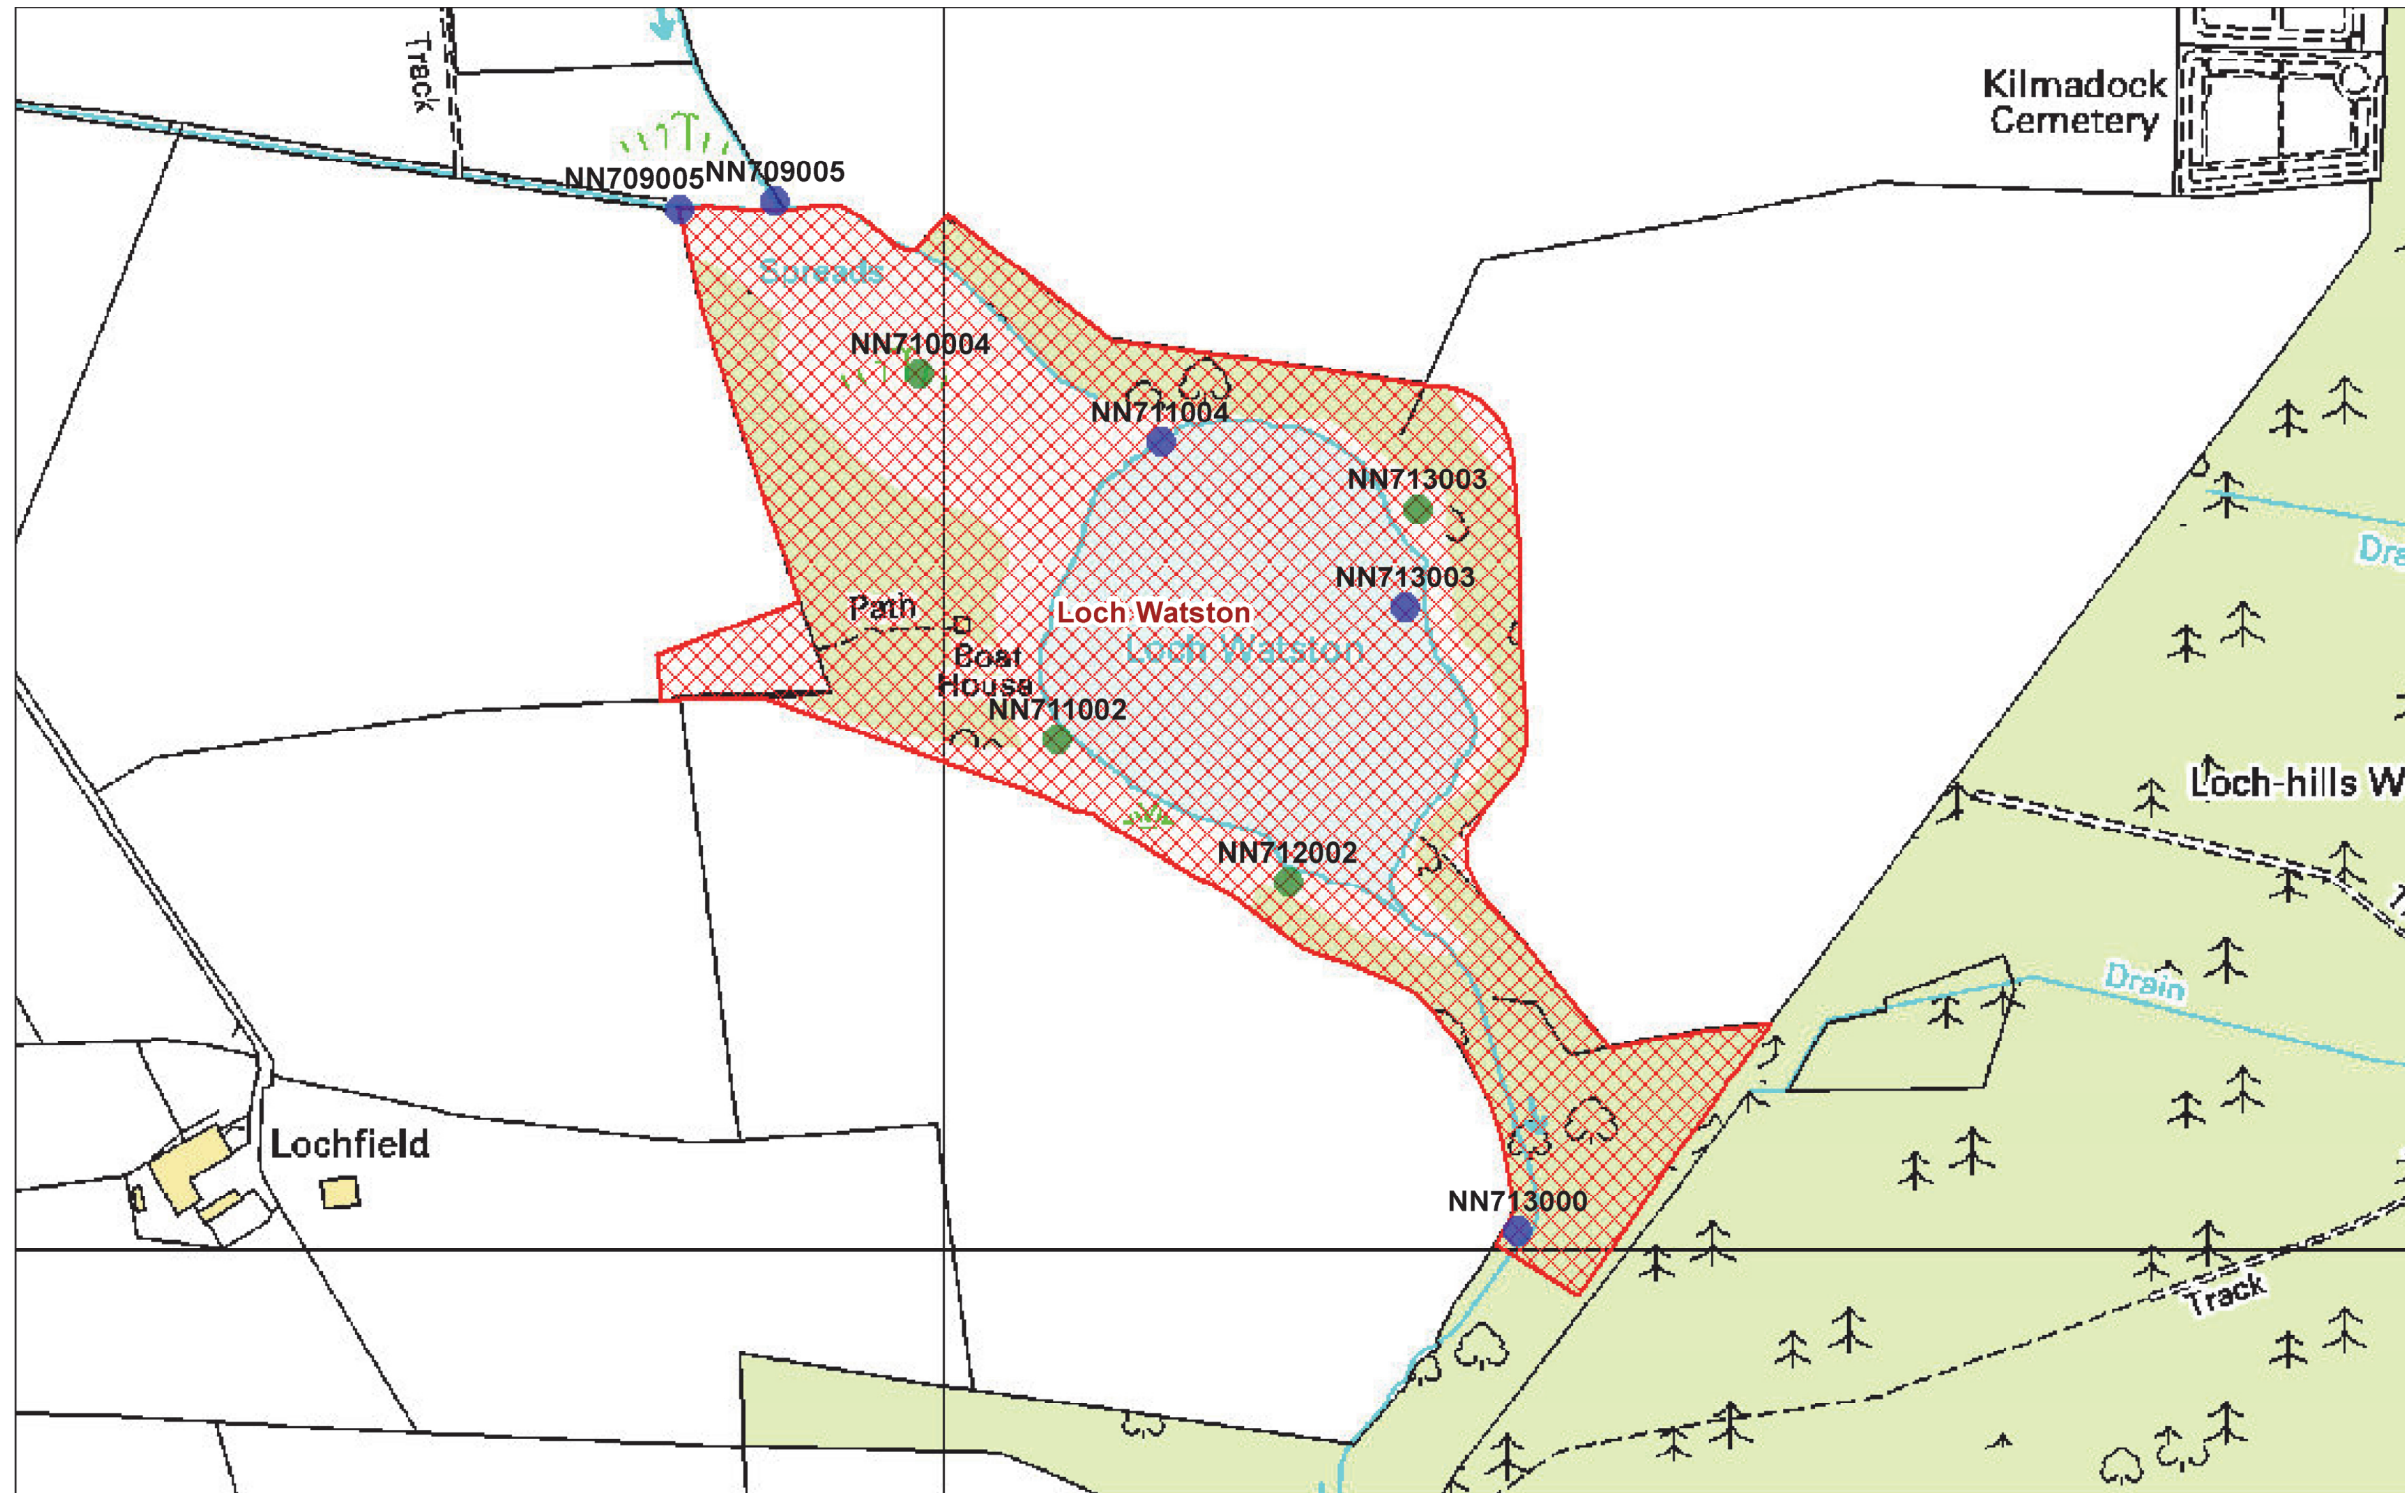 Track
Kilmadock
Cemetery
NN709005
NN709005
Spreads
NN710004
NN711004
NN713003
Dra
NN713003
Path
Loch Watston
Loch Watston
Boat
House
NN711002
Loch-hills W
NN712002
Drain
Lochfield
NN713000
Track